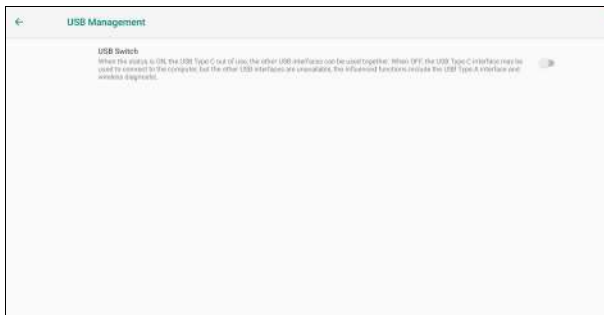 USB Management
USB Switch
When the status is ON, the USB Type C out of use, the other USB interfaces can be used together. When OFF, the USB Type C interface may be
used to connect to the computer, but the other USB interfaces are unavailable, the influenced functions include the USB Type A interface and
wireless diagnostic.